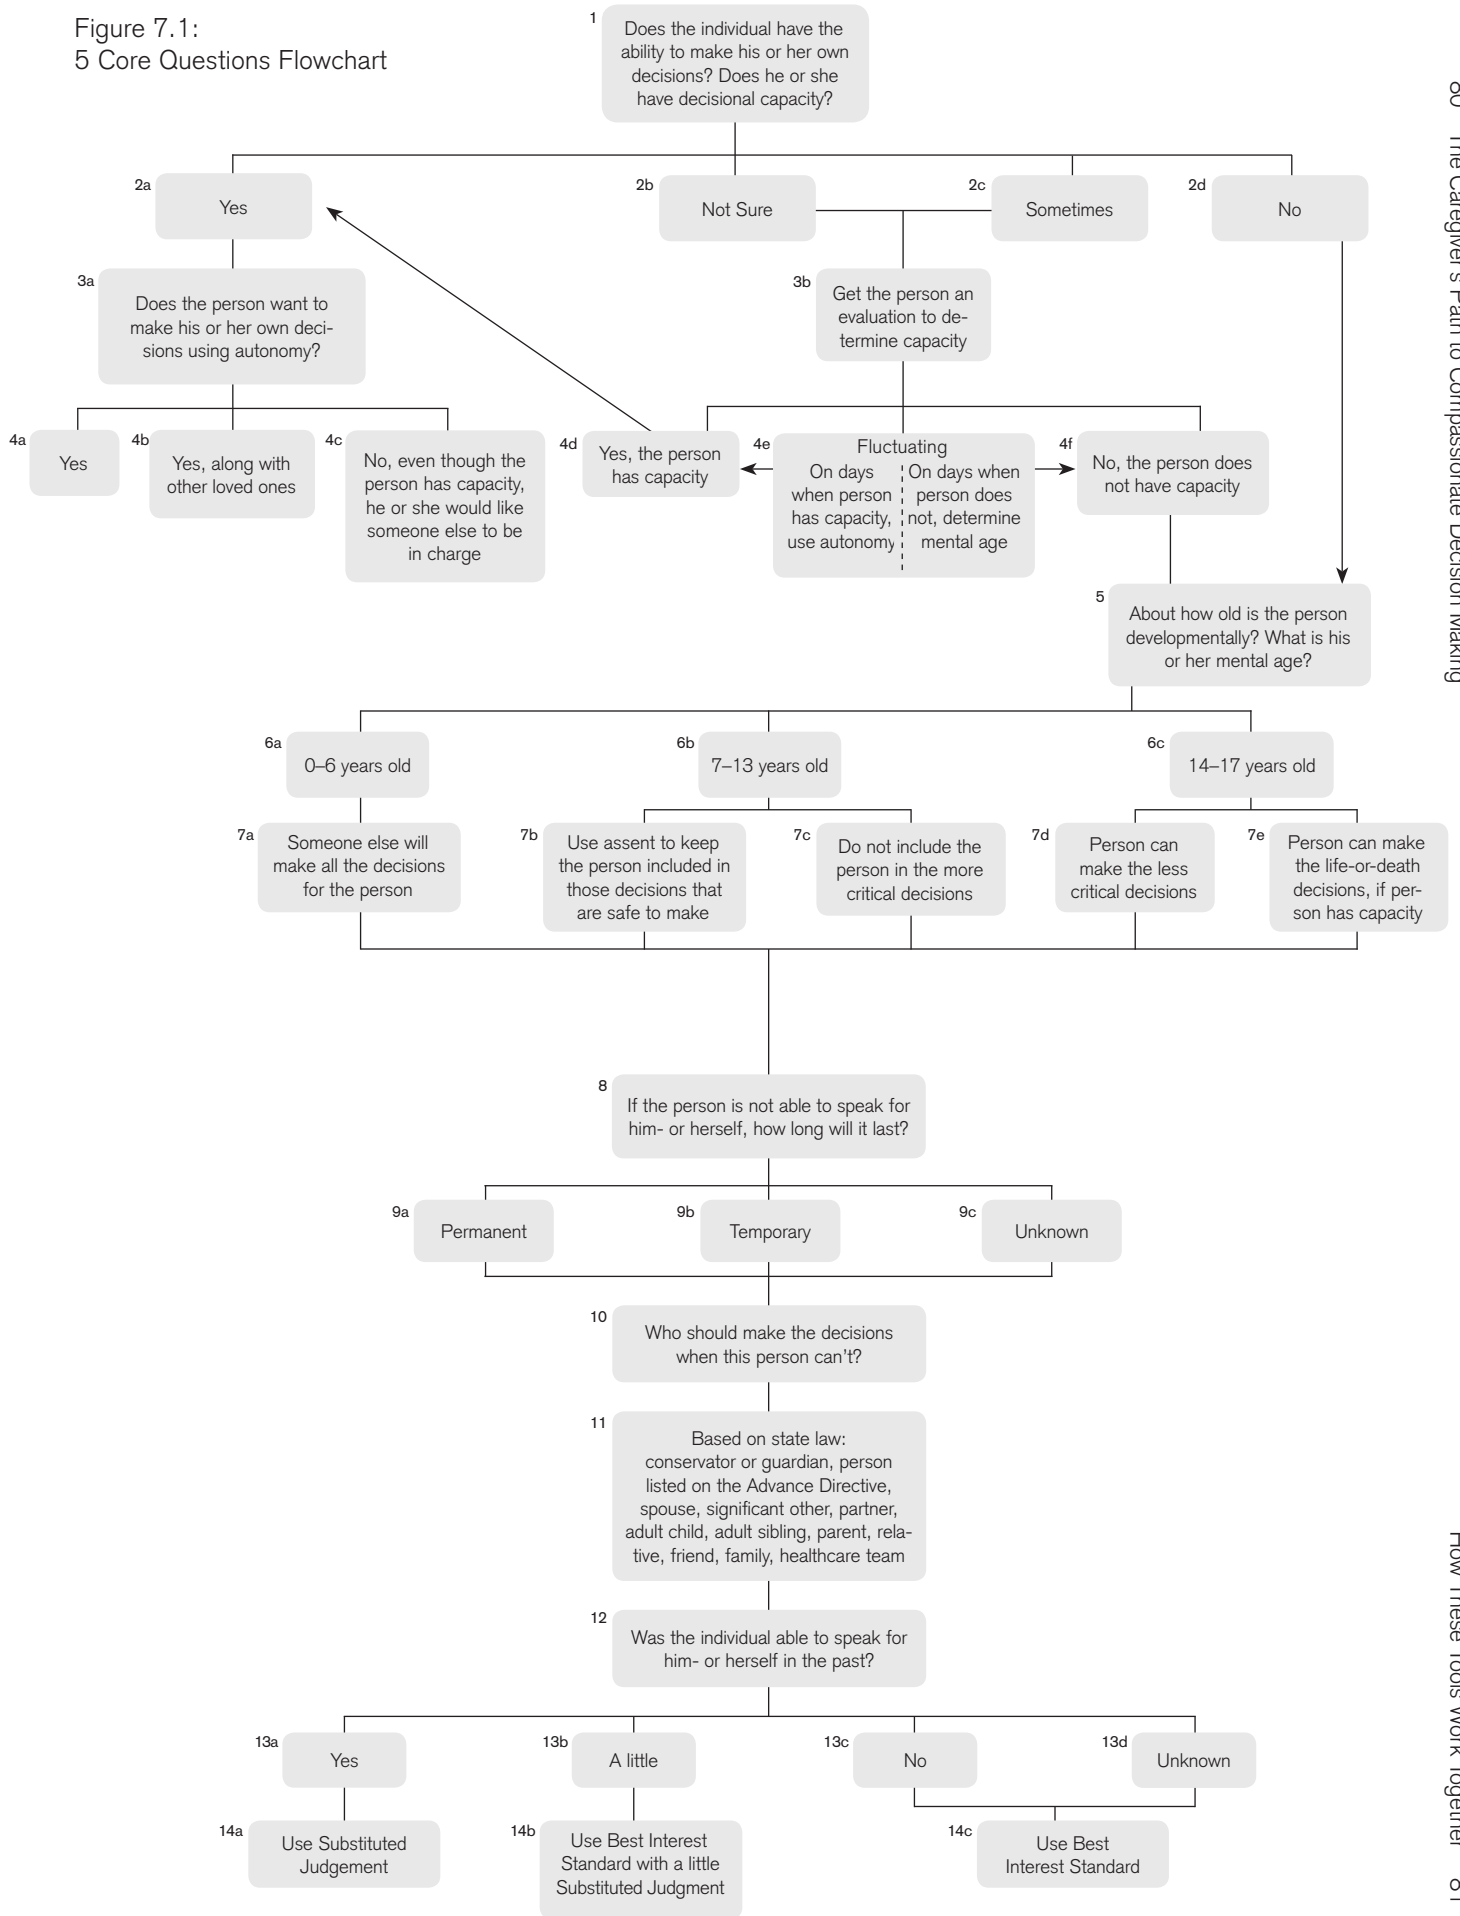 Figure 7.1:
5 Core Questions Flowchart
1
Does the individual have the
ability to make his or her own
decisions? Does he or she
have decisional capacity?
2a
Yes
2b
Not Sure
2c
Sometimes
2d
No
3a
Does the person want to
make his or her own deci-
sions using autonomy?
3b
Get the person an
evaluation to de-
termine capacity
4a
Yes
4b
Yes, along with
other loved ones
4c
No, even though the
person has capacity,
he or she would like
someone else to be
in charge
4d
Yes, the person
has capacity
4e
Fluctuating
On days
when person
has capacity,
use autonomy
On days when
person does
not, determine
mental age
4f
No, the person does
not have capacity
5
About how old is the person
developmentally? What is his
or her mental age?
6a
0–6 years old
6b
7–13 years old
6c
14–17 years old
7a
Someone else will
make all the decisions
for the person
7b
Use assent to keep
the person included in
those decisions that
are safe to make
7c
Do not include the
person in the more
critical decisions
7d
Person can
make the less
critical decisions
7e
Person can make
the life-or-death
decisions, if per-
son has capacity
8
If the person is not able to speak for
him- or herself, how long will it last?
9a
Permanent
9b
Temporary
9c
Unknown
10
Who should make the decisions
when this person can't?
11
Based on state law:
conservator or guardian, person
listed on the Advance Directive,
spouse, significant other, partner,
adult child, adult sibling, parent, rela-
tive, friend, family, healthcare team
12
Was the individual able to speak for
him- or herself in the past?
13a
Yes
13b
A little
13c
No
13d
Unknown
14a
Use Substituted
Judgement
14b
Use Best Interest
Standard with a little
Substituted Judgment
14c
Use Best
Interest Standard
80 The Caregiver's Path to Compassionate Decision Making
How These Tools Work Together 81